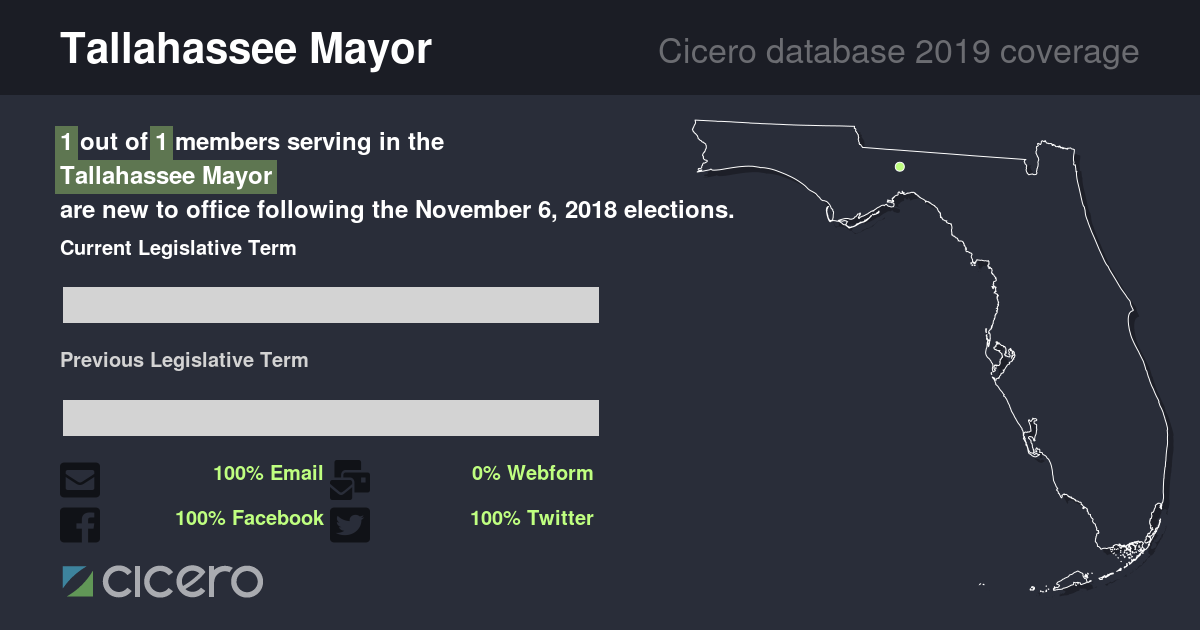 Tallahassee Mayor
Cicero database 2019 coverage
1 out of 1 members serving in the
Tallahassee Mayor
are new to office following the November 6, 2018 elections.
Current Legislative Term
Previous Legislative Term
100% Email
0% Webform
100% Facebook
100% Twitter
cicero